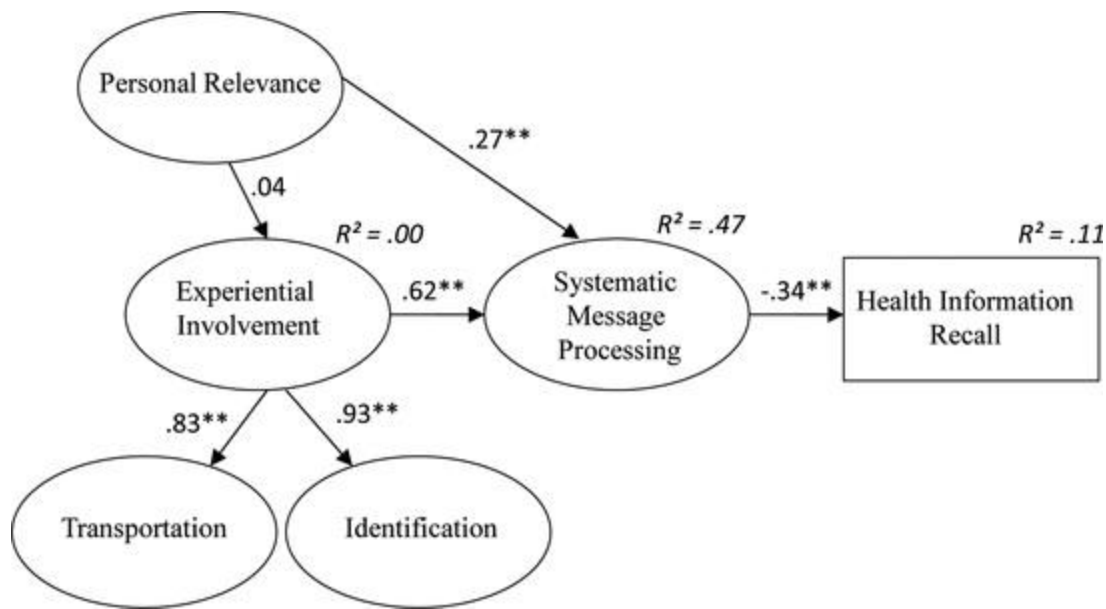 Personal Relevance
.27**
.04
R² = .00
R² = .47
R² = .11
Experiential
Involvement
.62**
Systematic
Message
Processing
-.34**
Health Information
Recall
.83**
.93**
Transportation
Identification